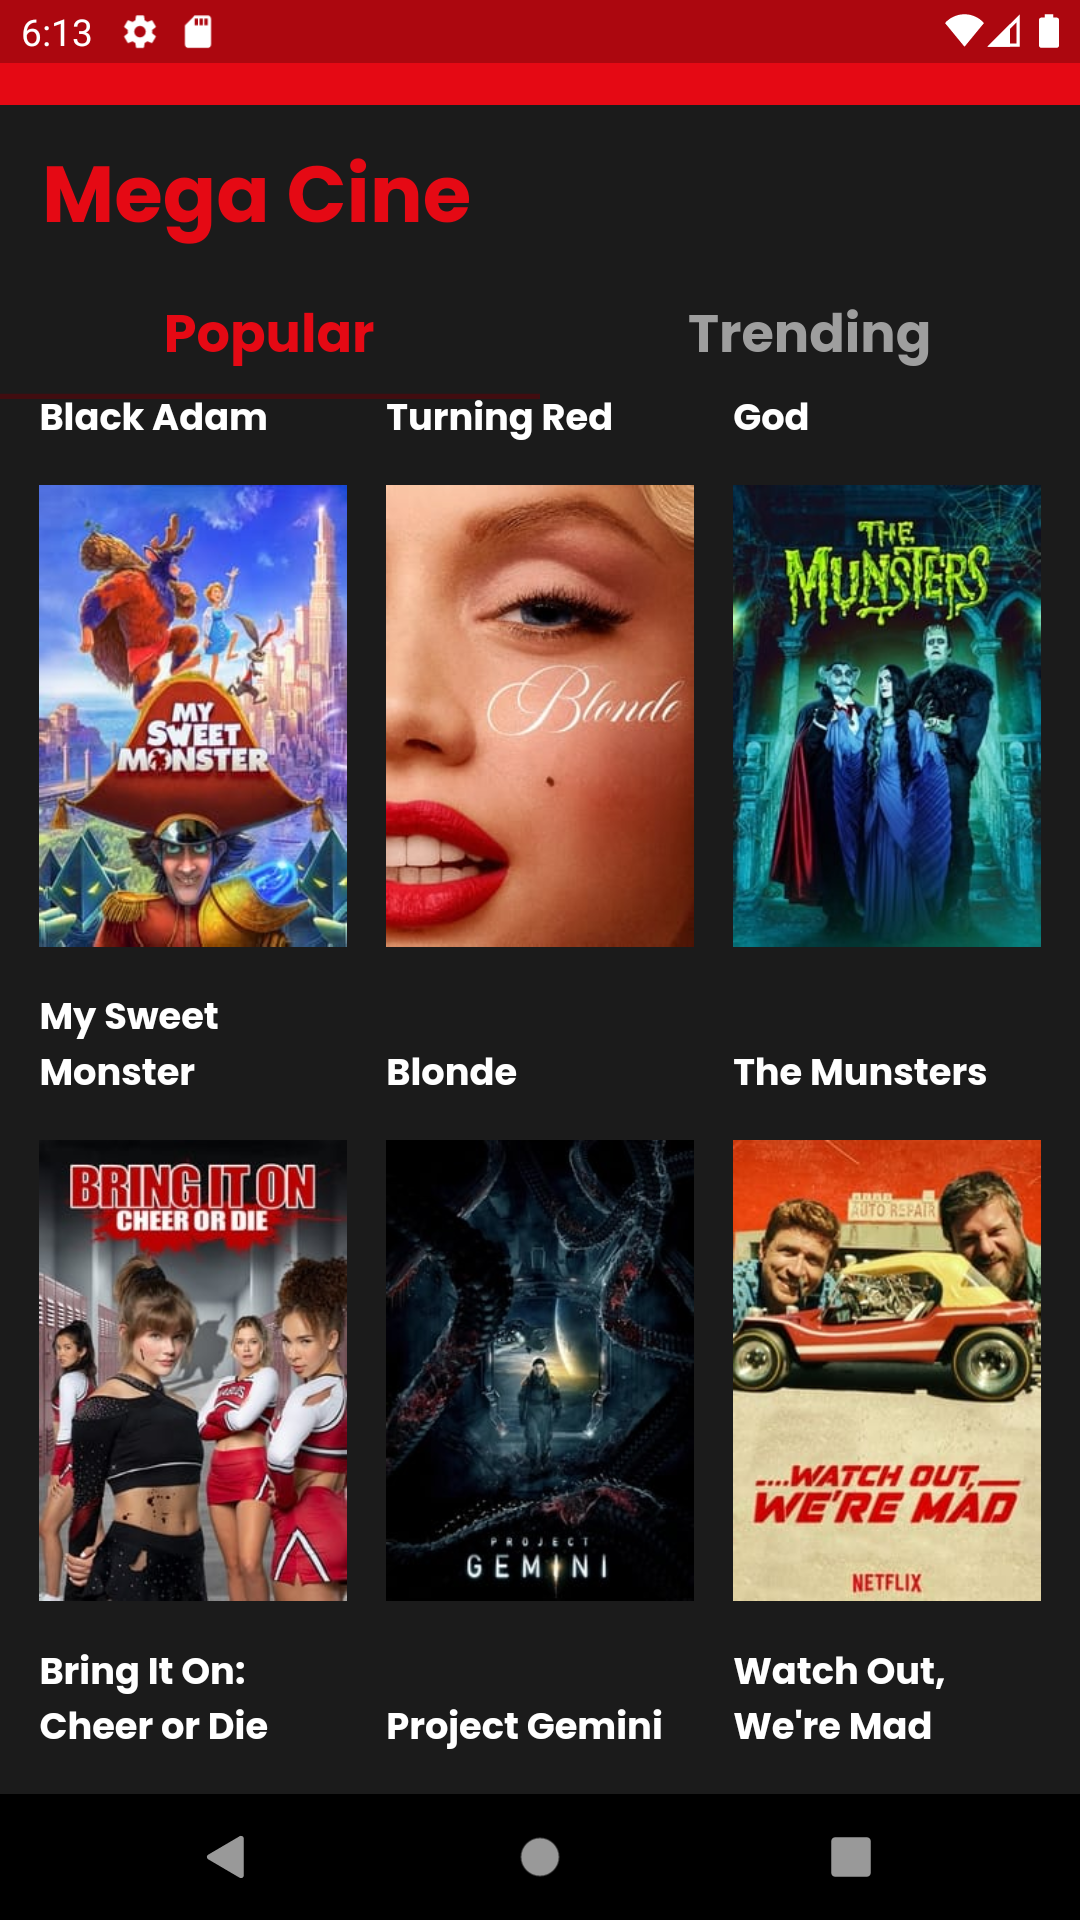 6:13
Mega Cine
Popular
Trending
Black Adam
Turning Red
God
MY
SWEET
MONSTER
Blonde
THE
MUNSTERS
My Sweet
Monster
Blonde
The Munsters
BRING IT ON
CHEER OR DIE
PROJECT
GEMINI
AUTO REPAIR
....WATCH OUT,
WE'RE MAD
NETFLIX
Bring It On:
Cheer or Die
Project Gemini
Watch Out,
We're Mad